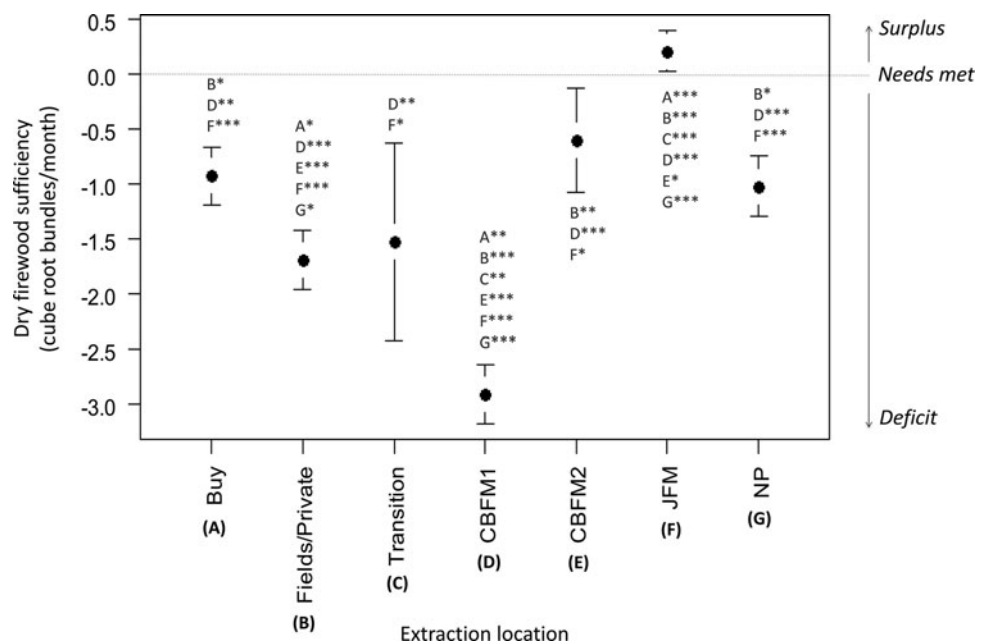 Dry firewood sufficiency
(cube root bundles/month)
0.5
0.0
-0.5
-1.0
-1.5
-2.0
-2.5
-3.0
B*
D**
F***
A*
D***
E***
F***
G*
D**
F*
A**
B***
C**
E***
F***
G***
B**
D***
F*
A***
B***
C***
D***
E*
G***
B*
D***
F***
Surplus
Needs met
Deficit
Buy
(A)
Fields/Private
(B)
Transition
(C)
CBFM1
(D)
CBFM2
(E)
JFM
(F)
NP
(G)
Extraction location